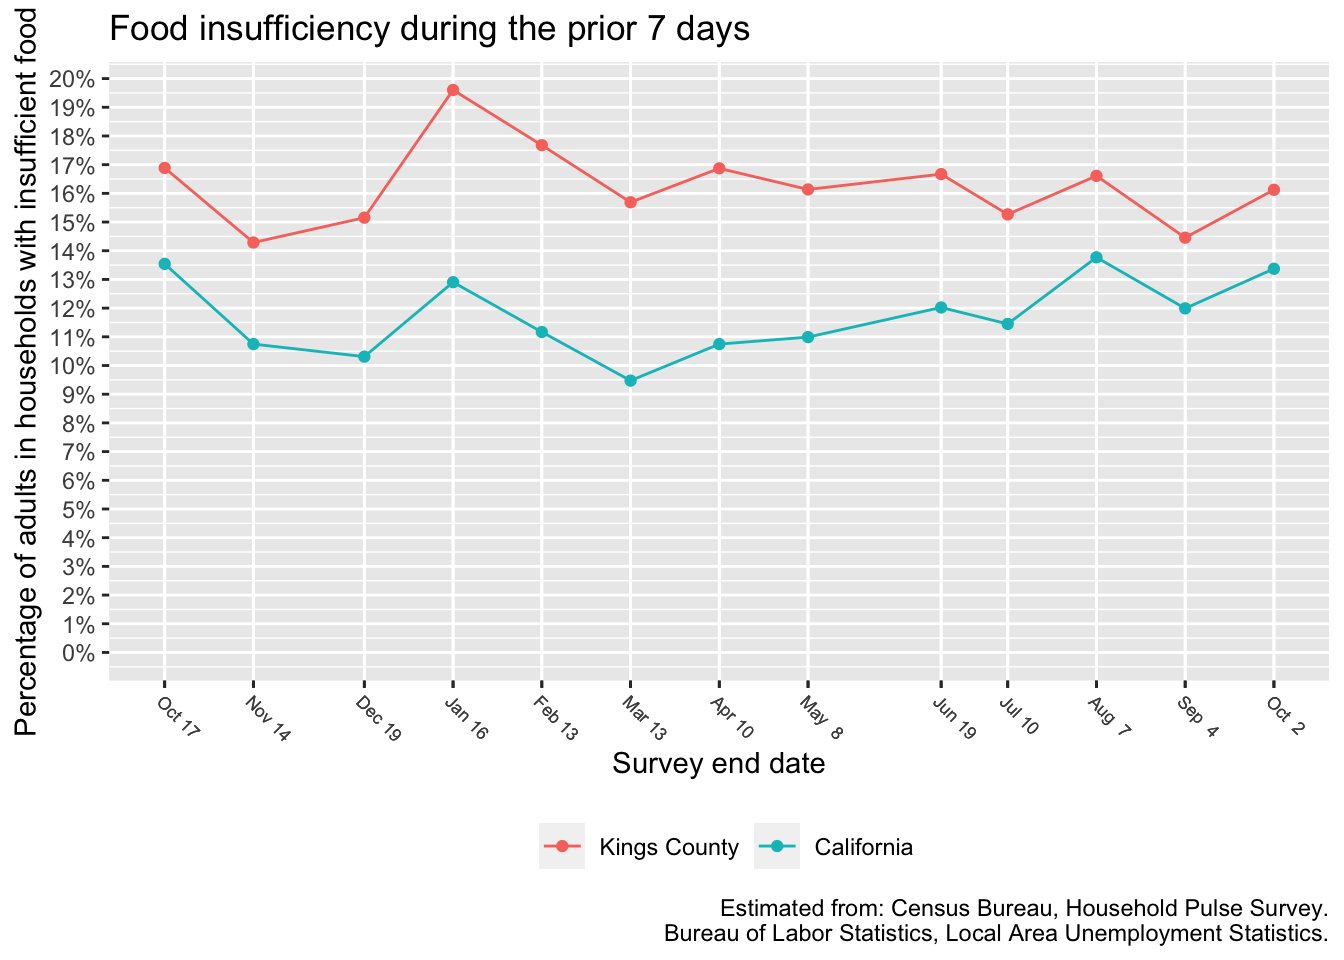 Food insufficiency during the prior 7 days
Percentage of adults in households with insufficient food
20%
19%
18%
17%
16%
15%
14%
13%
12%
11%
10%
9%
8%
7%
6%
5%
4%
3%
2%
1%
0%
Oct 17
Nov 14
Dec 19
Jan 16
Feb 13
Mar 13
Apr 10
May 8
Jun 19
Jul 10
Aug 7
Sep 4
Oct 2
Survey end date
Kings County
California
Estimated from: Census Bureau, Household Pulse Survey.
Bureau of Labor Statistics, Local Area Unemployment Statistics.